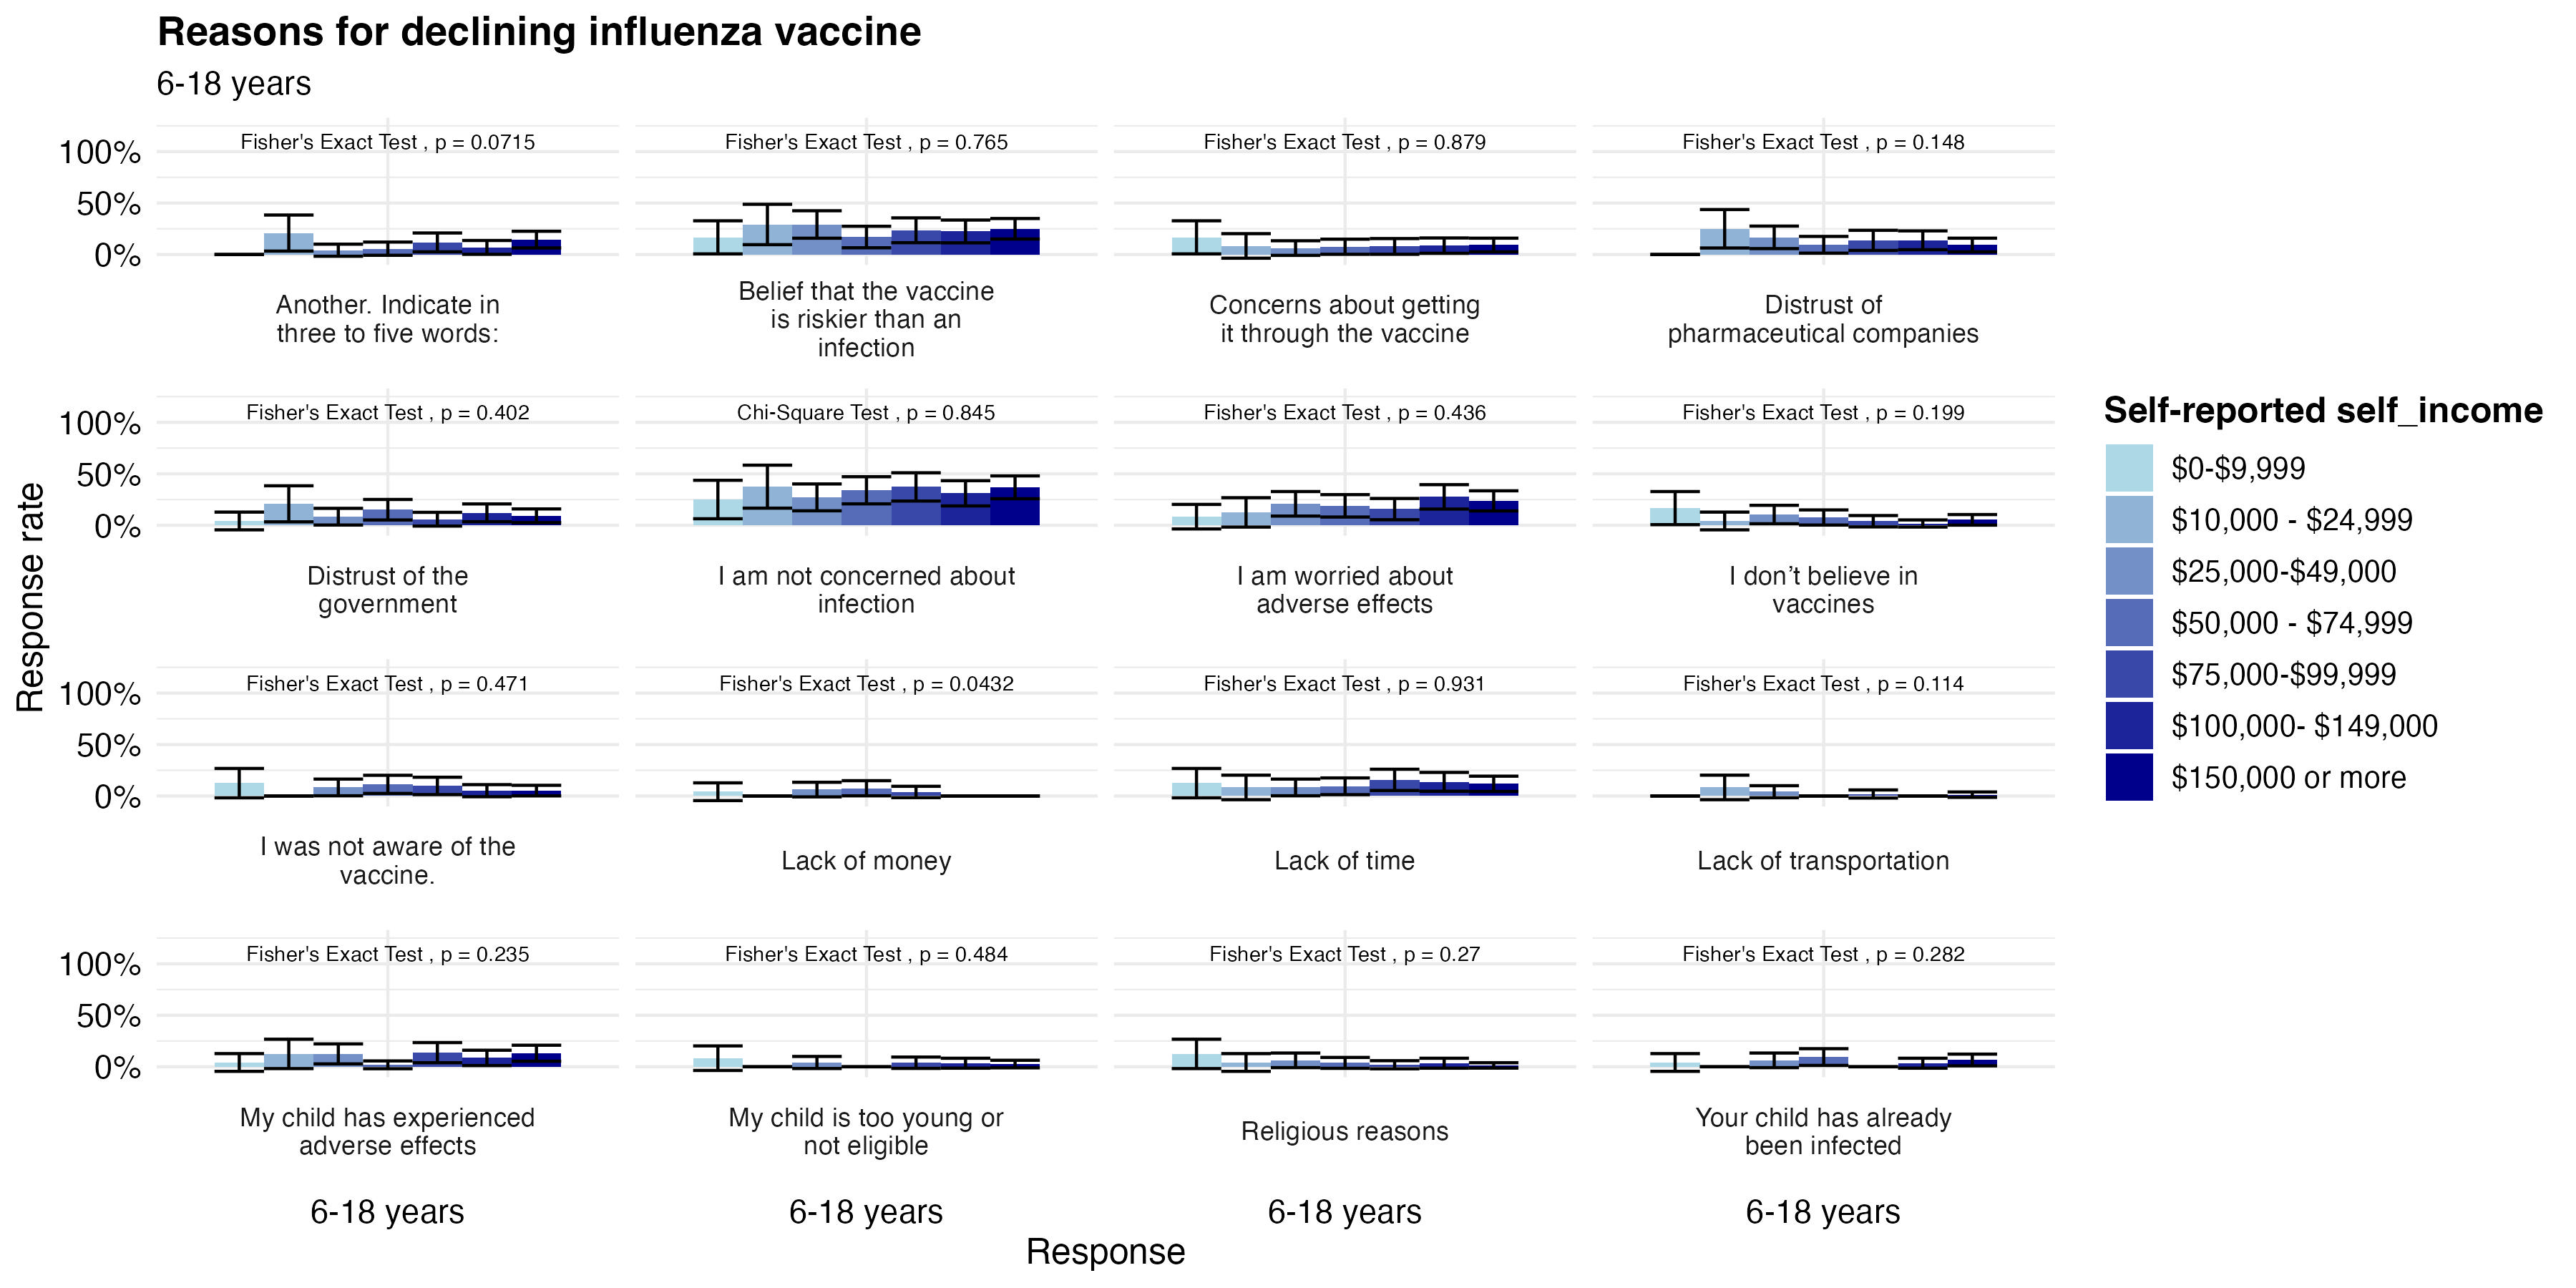 Reasons for declining influenza vaccine
6-18 years
Fisher's Exact Test , p = 0.0715
Fisher's Exact Test , p = 0.765
Fisher's Exact Test , p = 0.879
Fisher's Exact Test , p = 0.148
100%
50%
0%
Another. Indicate in
three to five words:
Belief that the vaccine
is riskier than an
infection
Concerns about getting
it through the vaccine
Distrust of
pharmaceutical companies
Fisher's Exact Test , p = 0.402
Chi-Square Test , p = 0.845
Fisher's Exact Test , p = 0.436
Fisher's Exact Test , p = 0.199
100%
50%
0%
Distrust of the
government
I am not concerned about
infection
I am worried about
adverse effects
I don’t believe in
vaccines
Response rate
Fisher's Exact Test , p = 0.471
Fisher's Exact Test , p = 0.0432
Fisher's Exact Test , p = 0.931
Fisher's Exact Test , p = 0.114
100%
50%
0%
I was not aware of the
vaccine.
Lack of money
Lack of time
Lack of transportation
Fisher's Exact Test , p = 0.235
Fisher's Exact Test , p = 0.484
Fisher's Exact Test , p = 0.27
Fisher's Exact Test , p = 0.282
100%
50%
0%
My child has experienced
adverse effects
My child is too young or
not eligible
Religious reasons
Your child has already
been infected
6-18 years
6-18 years
6-18 years
6-18 years
Response
Self-reported self_income
$0-$9,999
$10,000 - $24,999
$25,000-$49,000
$50,000 - $74,999
$75,000-$99,999
$100,000- $149,000
$150,000 or more